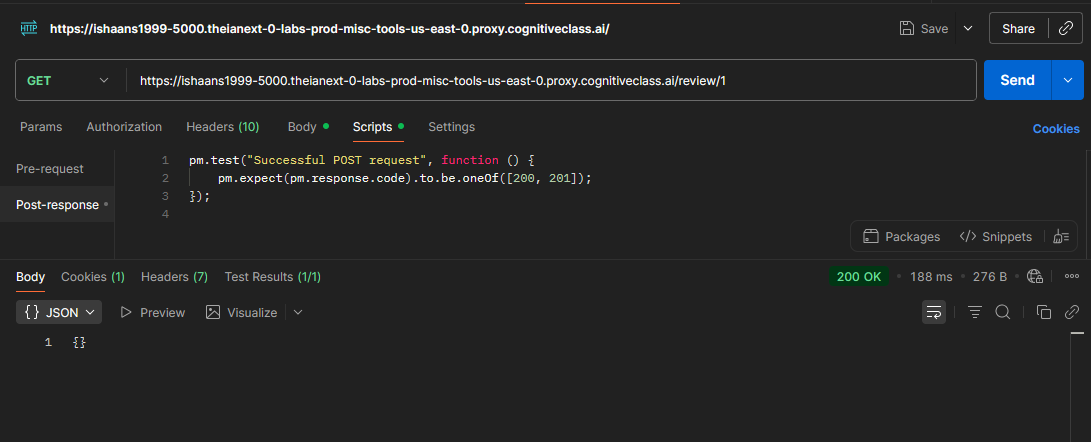 HTTP https://ishaans1999-5000.theianext-0-labs-prod-misc-tools-us-east-0.proxy.cognitiveclass.ai/ Save Share
GET https://ishaans1999-5000.theianext-0-labs-prod-misc-tools-us-east-0.proxy.cognitiveclass.ai/review/1 Send
Params Authorization Headers (10) Body Scripts Settings Cookies
Pre-request
Post-response
1 pm.test("Successful POST request", function () {
2 pm.expect(pm.response.code).to.be.oneOf([200, 201]);
3 });
4
Packages </> Snippets
Body Cookies (1) Headers (7) Test Results (1/1) 200 OK • 188 ms • 276 B
{} JSON Preview Visualize
1 {}